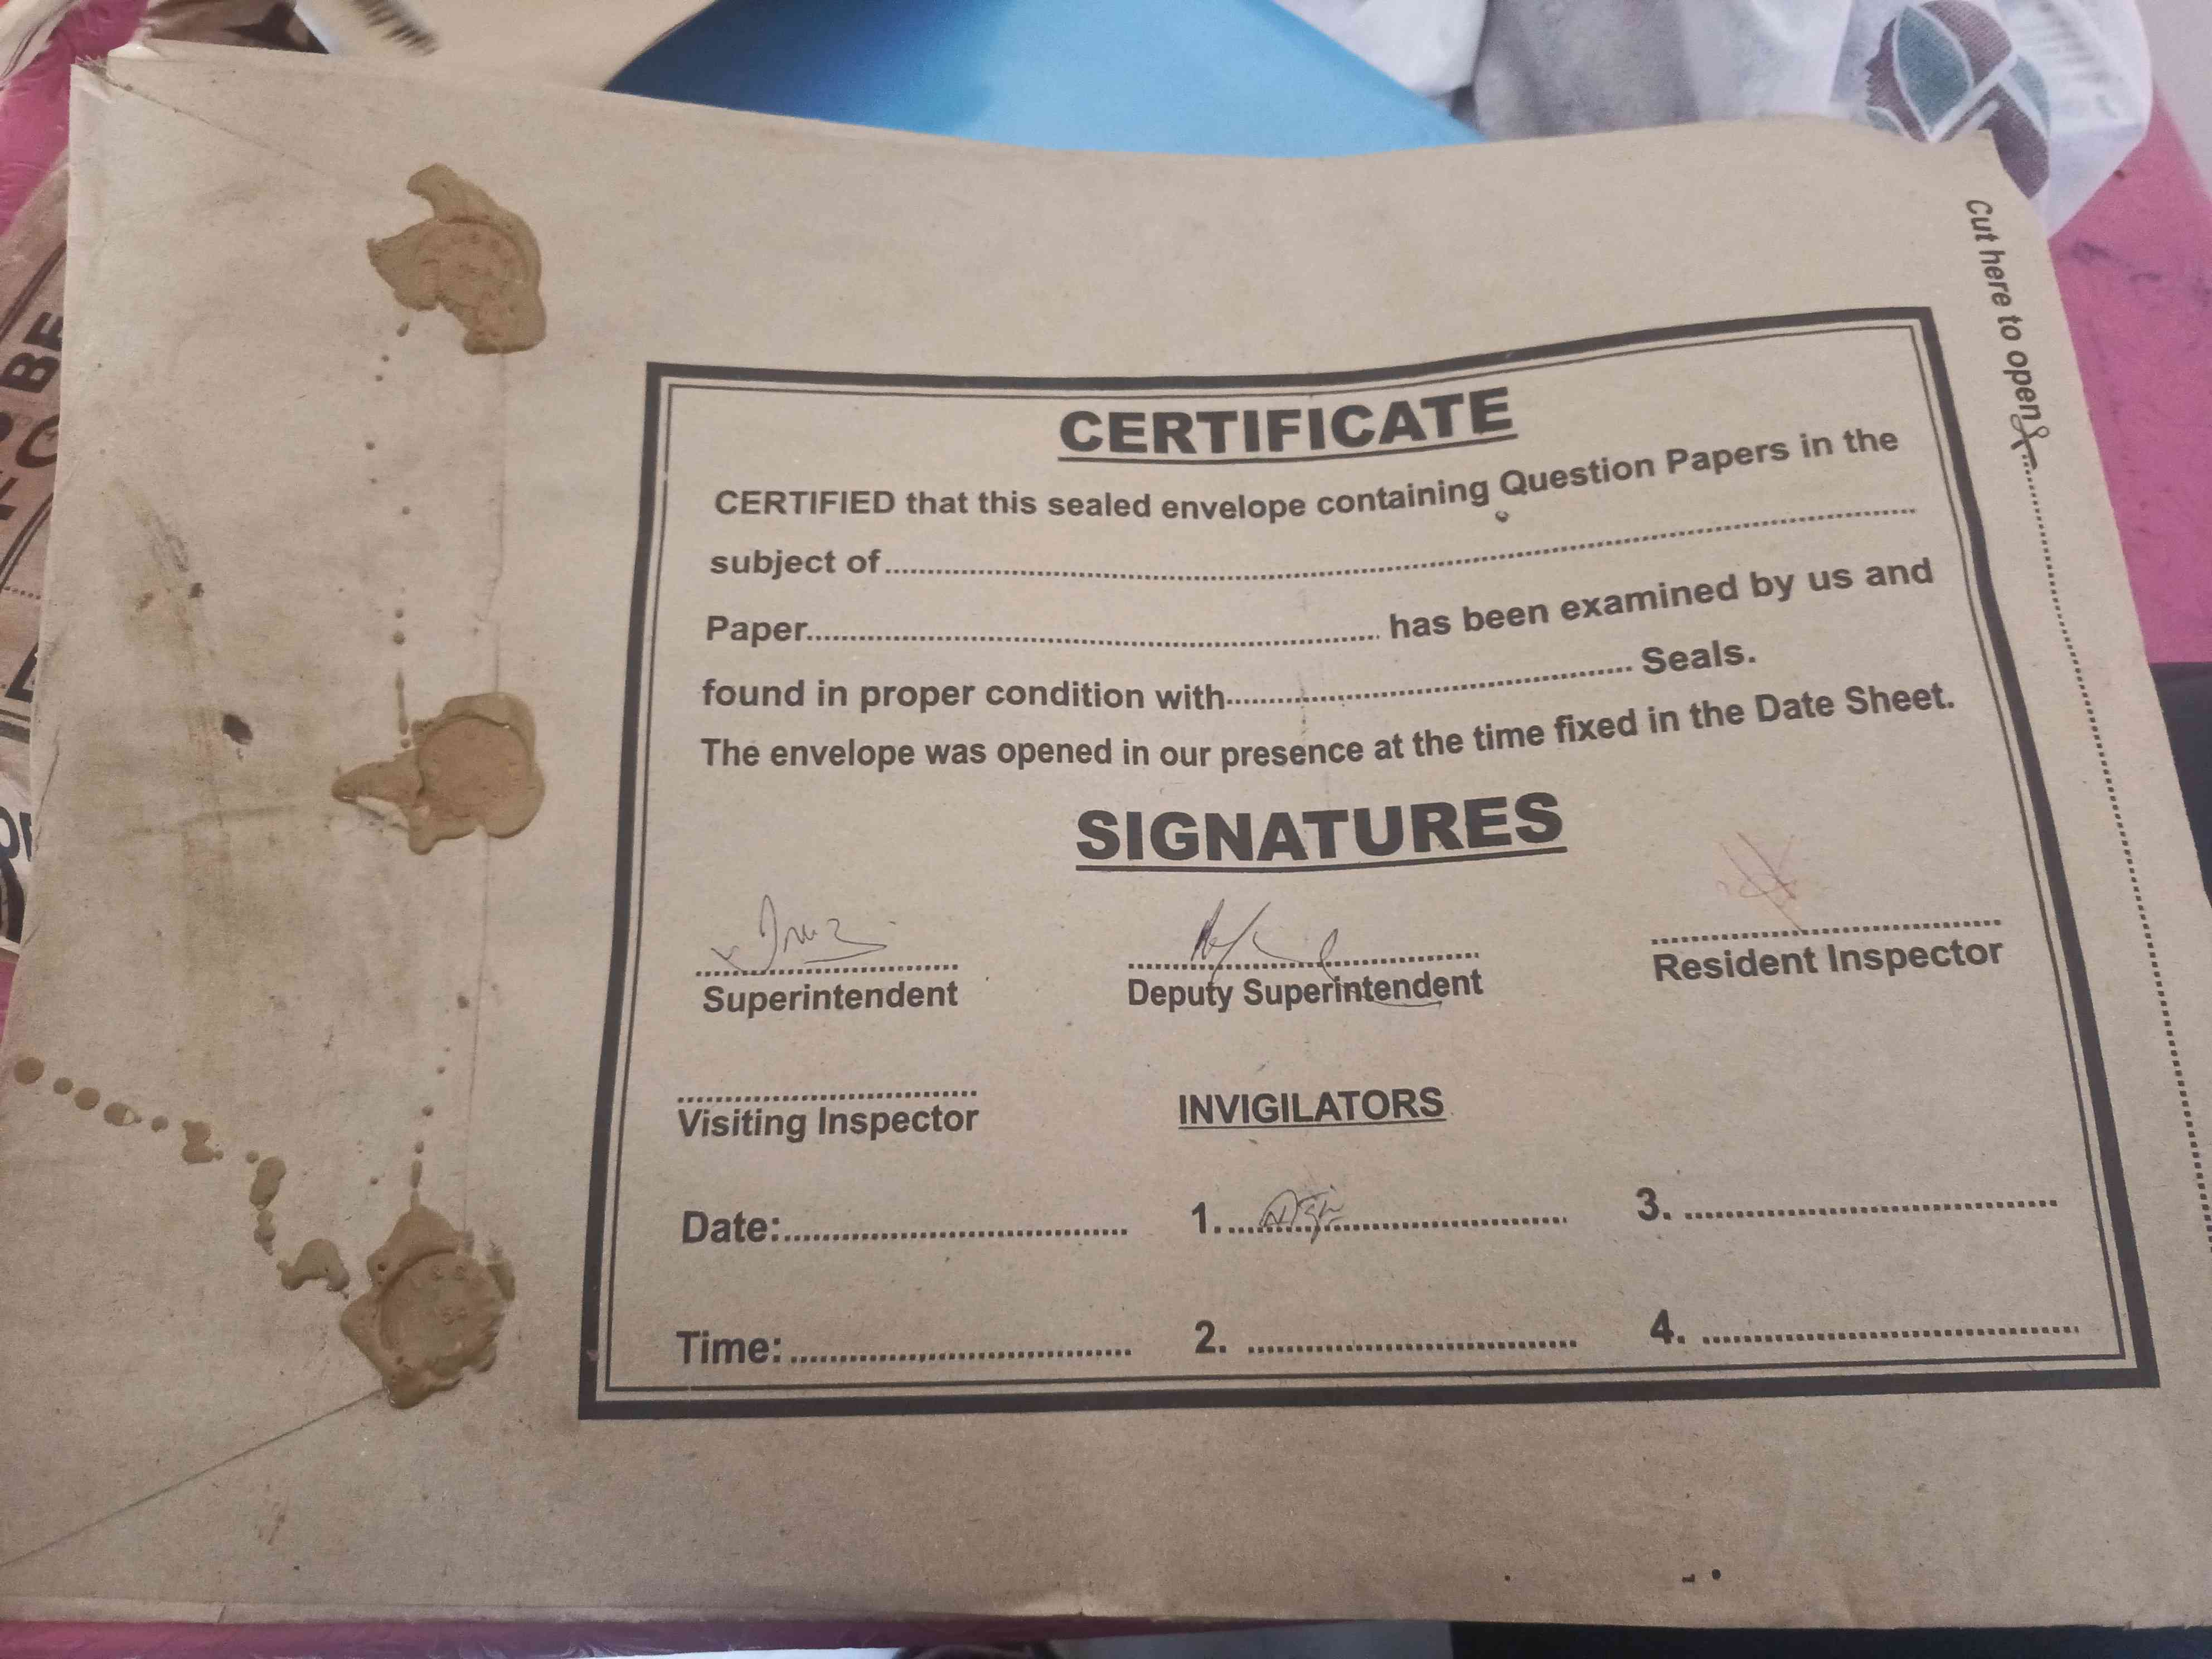 Cut here to open
CERTIFICATE
CERTIFIED that this sealed envelope containing Question Papers in the
subject of
Paper has been examined by us and
found in proper condition with Seals.
The envelope was opened in our presence at the time fixed in the Date Sheet.
SIGNATURES
Superintendent Deputy Superintendent Resident Inspector
Visiting Inspector INVIGILATORS
Date: 1. 3.
Time: 2. 4.